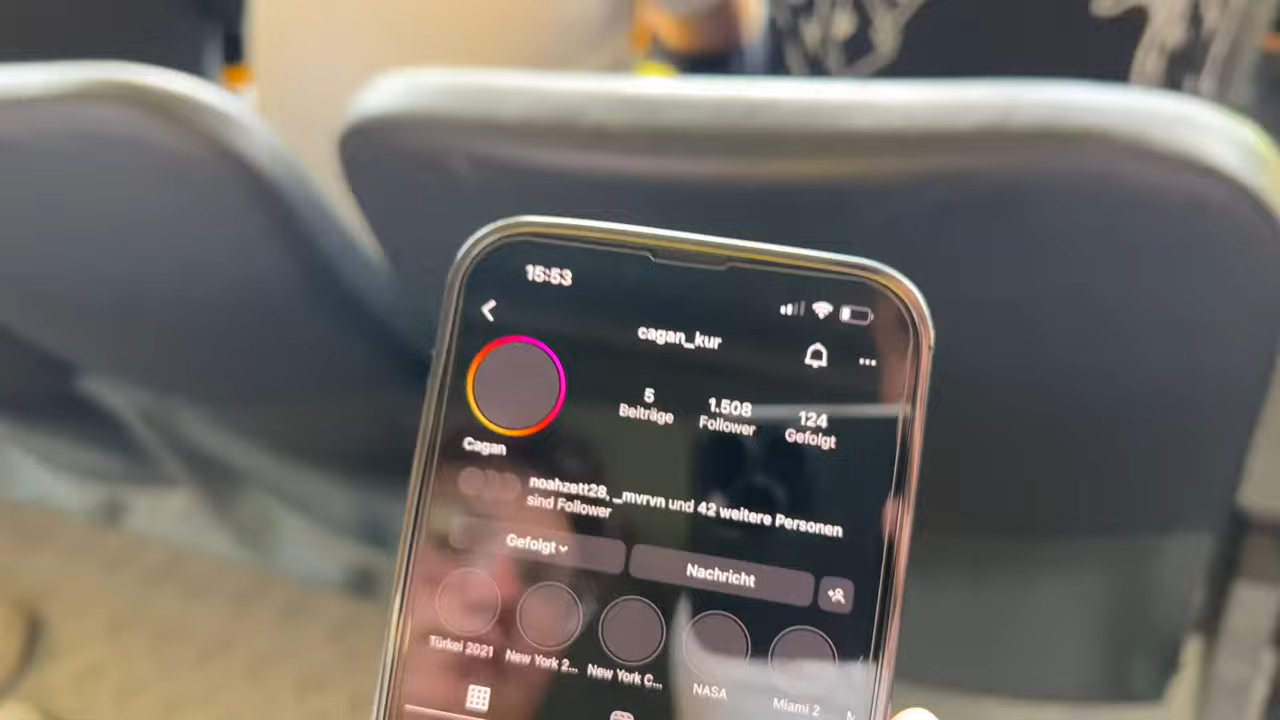 15:53
cagan_kur
5 1.508 124
Beiträge Follower Gefolgt
Cagan
noahzett28, _mvrvn und 42 weitere Personen
sind Follower
Gefolgt Nachricht
Türkei 2021 New York 2... New York C... NASA Miami 2 M